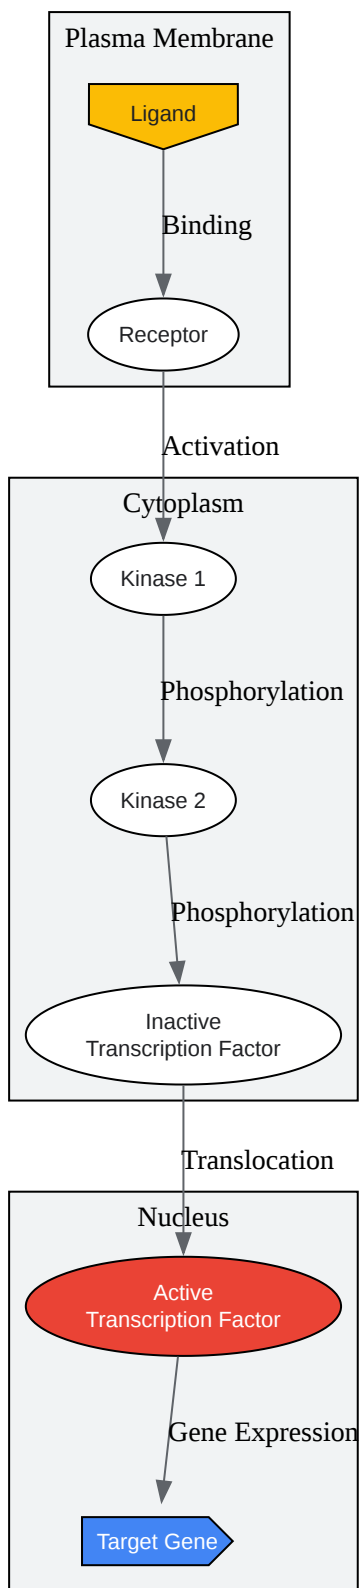 Plasma Membrane
Ligand
Binding
Receptor
Activation
Cytoplasm
Kinase 1
Phosphorylation
Kinase 2
Phosphorylation
Inactive
Transcription Factor
Translocation
Nucleus
Active
Transcription Factor
Gene Expression
Target Gene